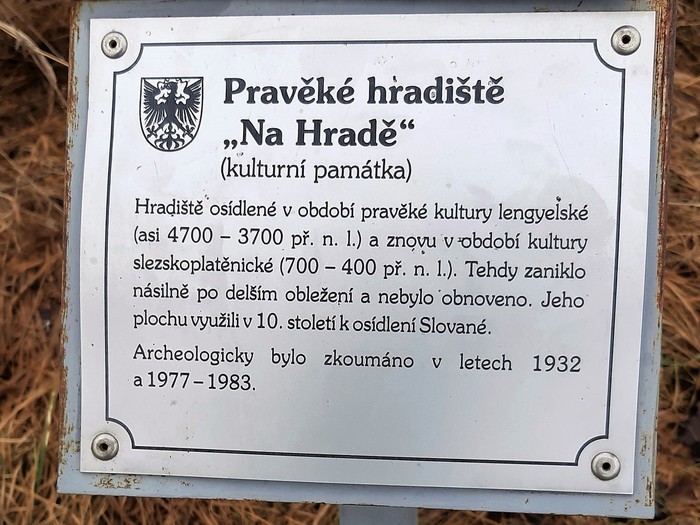 Pravěké hradiště
„Na Hradě“
(kulturní památka)
Hradiště osídlené v období pravěké kultury lengyelské
(asi 4700 – 3700 př. n. l.) a znovu v období kultury
slezskoplatěnické (700 – 400 př. n. l.). Tehdy zaniklo
násilně po delším obležení a nebylo obnoveno. Jeho
plochu využili v 10. století k osídlení Slované.
Archeologicky bylo zkoumáno v letech 1932
a 1977 – 1983.